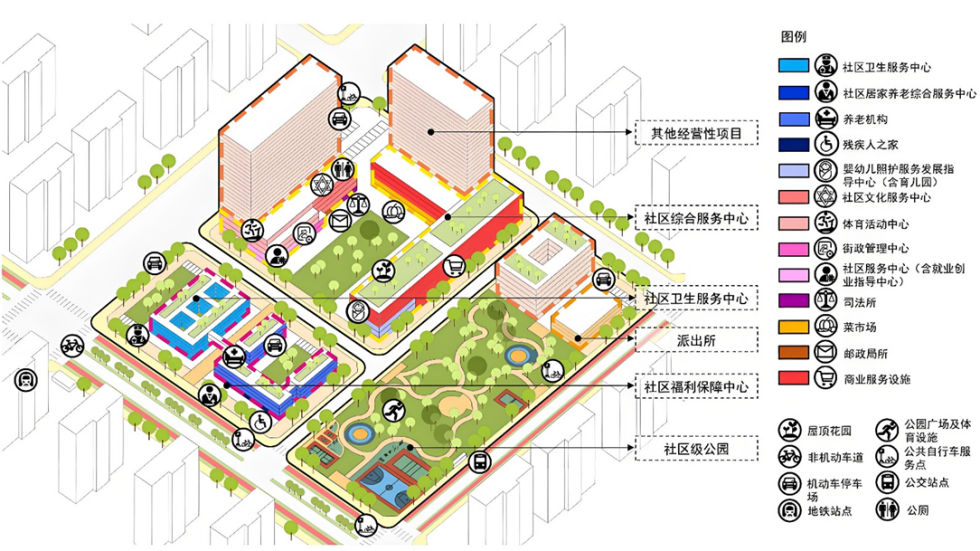 图例
社区卫生服务中心
社区居家养老综合服务中心
养老机构
残疾人之家
婴幼儿照护服务发展指
导中心（含育儿园）
社区文化服务中心
体育活动中心
街政管理中心
社区服务中心（含就业创
业指导中心）
司法所
菜市场
邮政局所
商业服务设施
屋顶花园
非机动车道
机动车停车
场
地铁站点
公园广场及体
育设施
公共自行车服
务点
公交站点
公厕
其他经营性项目
社区综合服务中心
社区卫生服务中心
派出所
社区福利保障中心
社区级公园